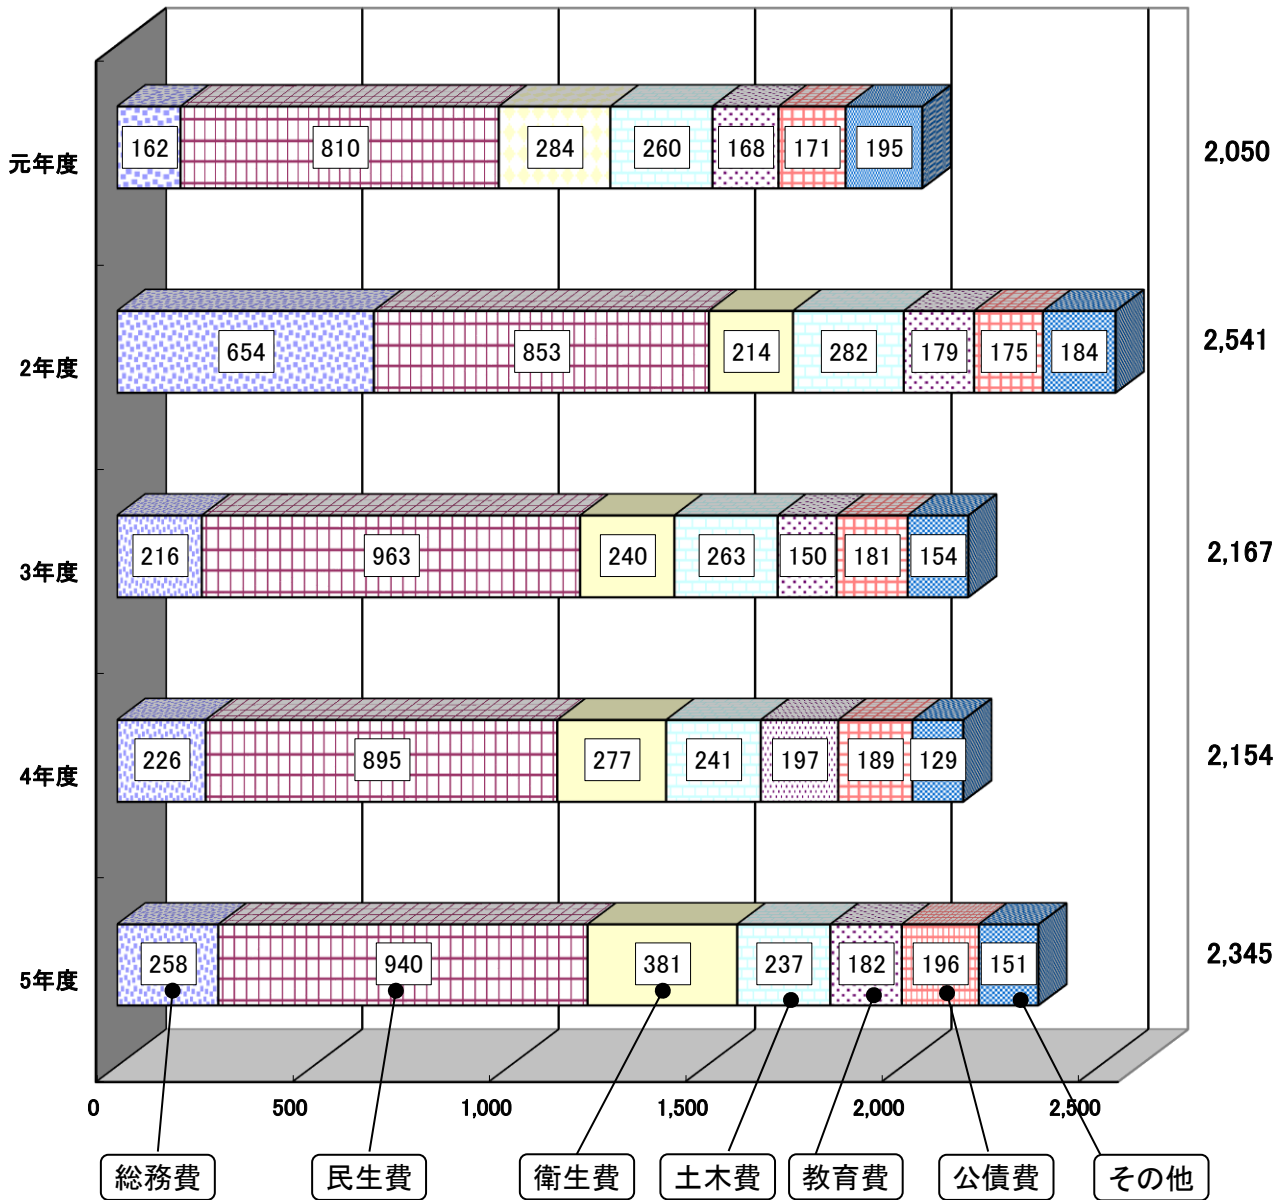 元年度 162 810 284 260 168 171 195 2,050
2年度 654 853 214 282 179 175 184 2,541
3年度 216 963 240 263 150 181 154 2,167
4年度 226 895 277 241 197 189 129 2,154
5年度 258 940 381 237 182 196 151 2,345
0 500 1,000 1,500 2,000 2,500
総務費 民生費 衛生費 土木費 教育費 公債費 その他